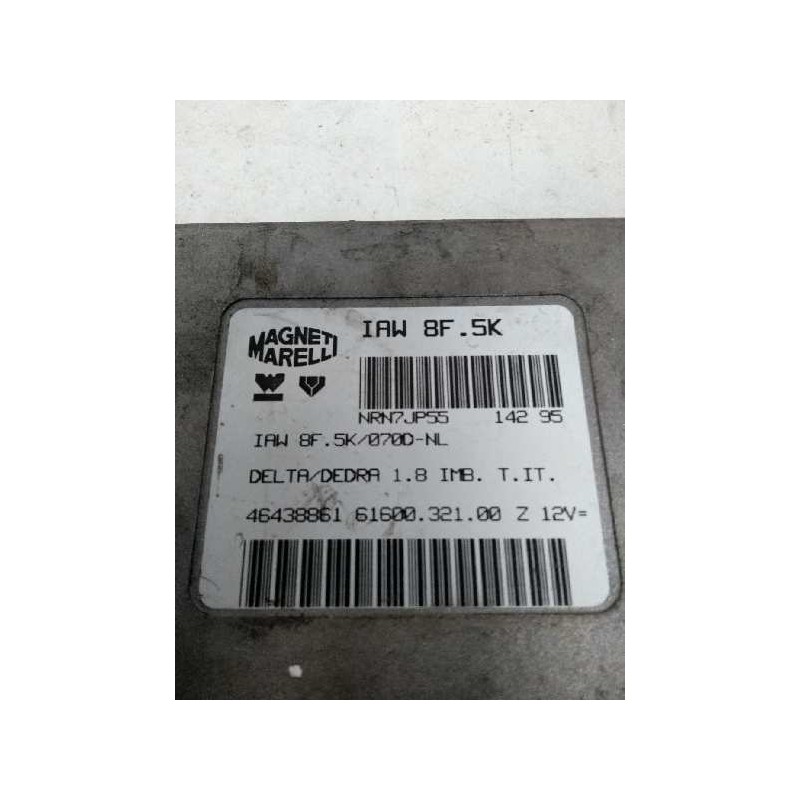 MAGNETI MARELLI
IAW 8F.5K
NRN7JP55 142 95
IAW 8F.5K/070D-NL
DELTA/DEDRA 1.8 IMB. T.IT.
46438861 61600.321.00 Z 12V=